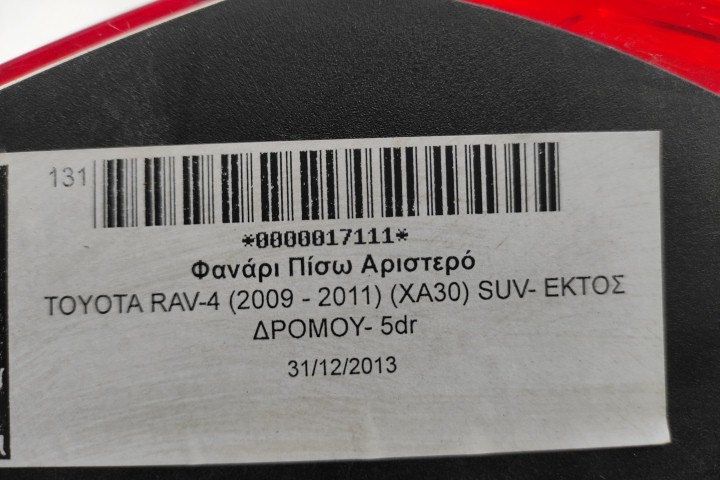 131
*0000017111*
Φανάρι Πίσω Αριστερό
TOYOTA RAV-4 (2009 - 2011) (XA30) SUV- ΕΚΤΟΣ
ΔΡΟΜΟΥ- 5dr
31/12/2013